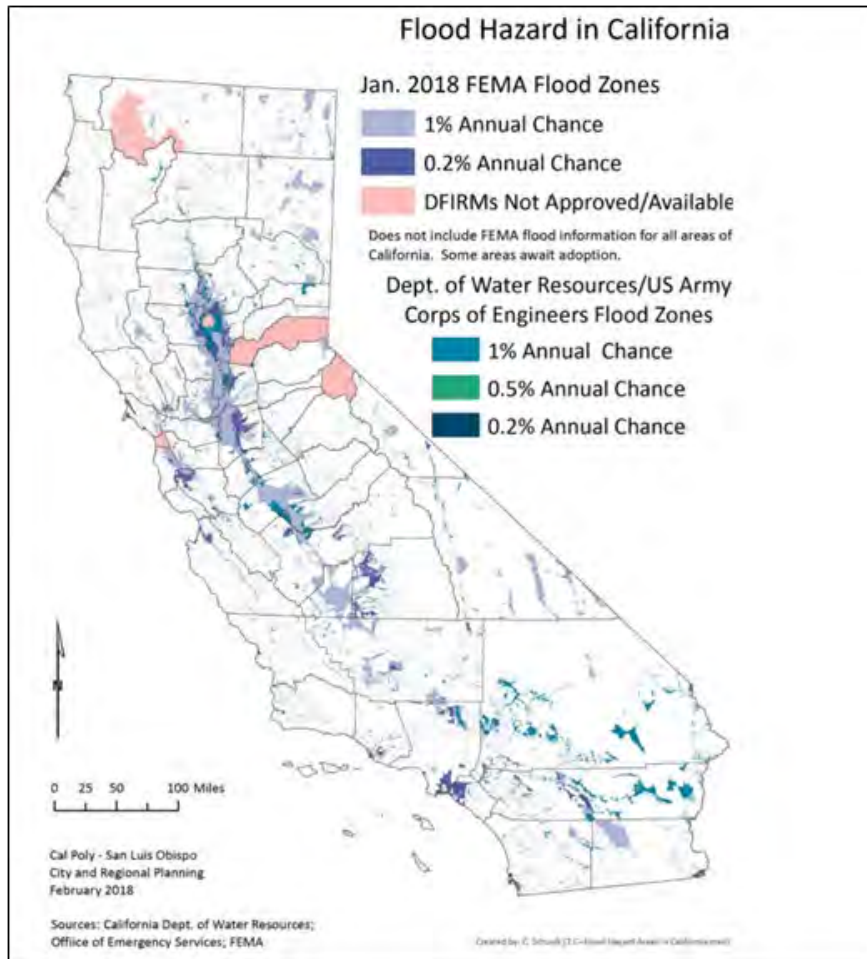 Flood Hazard in California
Jan. 2018 FEMA Flood Zones
1% Annual Chance
0.2% Annual Chance
DFIRMs Not Approved/Available
Does not include FEMA flood information for all areas of
California. Some areas await adoption.
Dept. of Water Resources/US Army
Corps of Engineers Flood Zones
1% Annual Chance
0.5% Annual Chance
0.2% Annual Chance
N
0 25 50 100 Miles
Cal Poly - San Luis Obispo
City and Regional Planning
February 2018
Sources: California Dept. of Water Resources;
Offiice of Emergency Services; FEMA
Created by: C. Schuldt